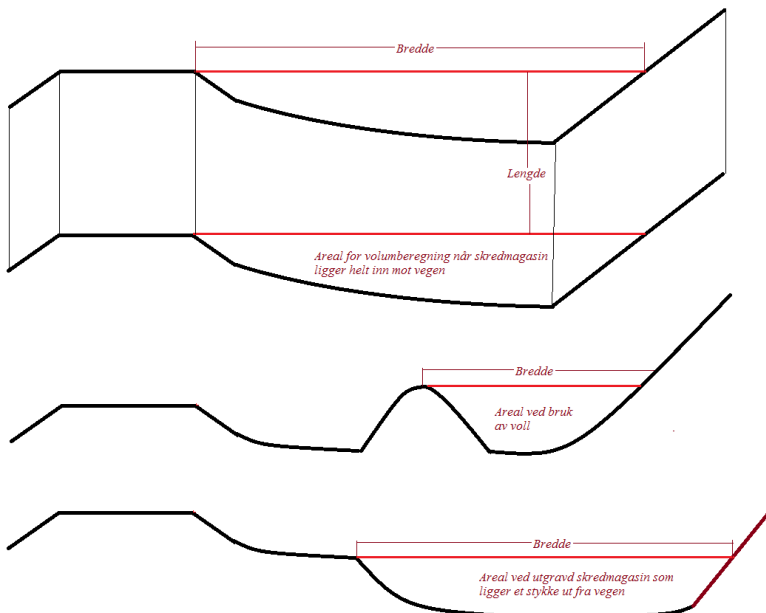 Bredde
Lengde
Areal for volumberegning når skredmagasin
ligger helt inn mot vegen
Bredde
Areal ved bruk
av voll
Bredde
Areal ved utgravd skredmagasin som
ligger et stykke ut fra vegen